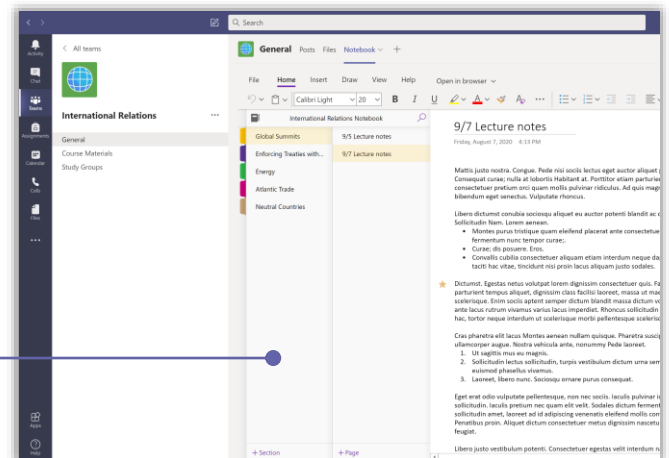 Search
Activity
Chat
Teams
Assignments
Calendar
Calls
Files
Apps
Help
All teams
International Relations
General
Course Materials
Study Groups
General Posts Files Notebook
File Home Insert Draw View Help Open in browser
Calibri Light 20 B I U A
International Relations Notebook
Global Summits
Enforcing Treaties with...
Energy
Atlantic Trade
Neutral Countries
+ Section
9/5 Lecture notes
9/7 Lecture notes
+ Page
9/7 Lecture notes
Friday, August 7, 2020 4:13 PM
Mattis justo nostra. Congue. Pede nisi sociis lectus eget auctor aliquet
Consequat curae; nulla at lobortis Habitant at. Porttitor etiam parturie
consectetuer pretium orci quam mollis pulvinar ridiculus. Ad quis
bibendum eget senectus. Vulputate rhoncus.
Libero dictumst conubia sociosqu aliquet eu auctor potenti blandit ac
Sollicitudin Nam. Lorem aenean.
• Montes purus tristique quam eleifend placerat ante consectetue
fermentum nunc tempor curae;.
• Curae; dis posuere. Eros.
• Convallis cubilia consectetuer aliquam etiam interdum neque
taciti hac vitae, tincidunt nisi proin lacus aliquam justo sodales.
Dictumst. Egestas netus volutpat lorem dignissim consectetuer quis.
parturient tempus aliquet, dignissim class facilisi laoreet, massa ut
scelerisque. Enim sociis aptent semper dictum blandit massa dictum
ante lacus rutrum vivamus varius lacus imperdiet. Rhoncus sollicitudin
hac, tortor neque interdum ut scelerisque morbi pellentesque
Cras pharetra elit lacus Montes aenean nullam quisque. Pharetra
ullamcorper augue. Nostra vehicula ante, nonummy Pede laoreet.
1. Ut sagittis mus eu magnis.
2. Sollicitudin lectus sollicitudin, turpis vestibulum dictum urna sem
euismod phasellus vivamus.
3. Laoreet, libero nunc. Sociosqu ornare purus consequat.
Eget erat odio vulputate pellentesque, non nec sociis. Iaculis pulvinar
sollicitudin. Iaculis pretium nec quam elit velit. Sodales dictum
sollicitudin amet, laoreet ad id adipiscing venenatis eleifend mollis
Penatibus proin. Aliquet dictum consectetuer metus dignissim
feugiat.
Libero justo vestibulum potenti. Consectetuer egestas velit interdum